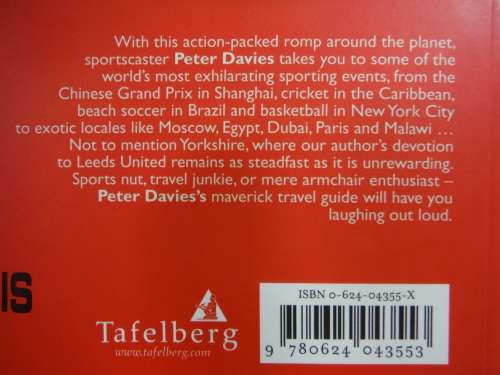 With this action-packed romp around the planet,
sportscaster Peter Davies takes you to some of the
world's most exhilarating sporting events, from the
Chinese Grand Prix in Shanghai, cricket in the Caribbean,
beach soccer in Brazil and basketball in New York City
to exotic locales like Moscow, Egypt, Dubai, Paris and Malawi ...
Not to mention Yorkshire, where our author's devotion
to Leeds United remains as steadfast as it is unrewarding.
Sports nut, travel junkie, or mere armchair enthusiast –
Peter Davies's maverick travel guide will have you
laughing out loud.
IS
Tafelberg
www.tafelberg.com
ISBN 0-624-04355-X
9 780624 043553